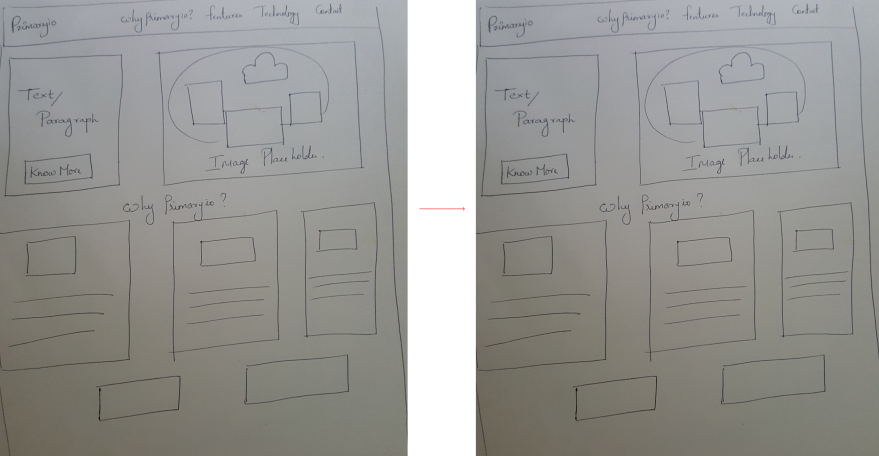 Primaryio Why Primaryio? Features Technology Contact
Text/
Paragraph
Know More
Image Placeholder.
Why Primaryio?
Primaryio Why Primaryio? Features Technology Contact
Text/
Paragraph
Know More
Image Placeholder.
Why Primaryio?